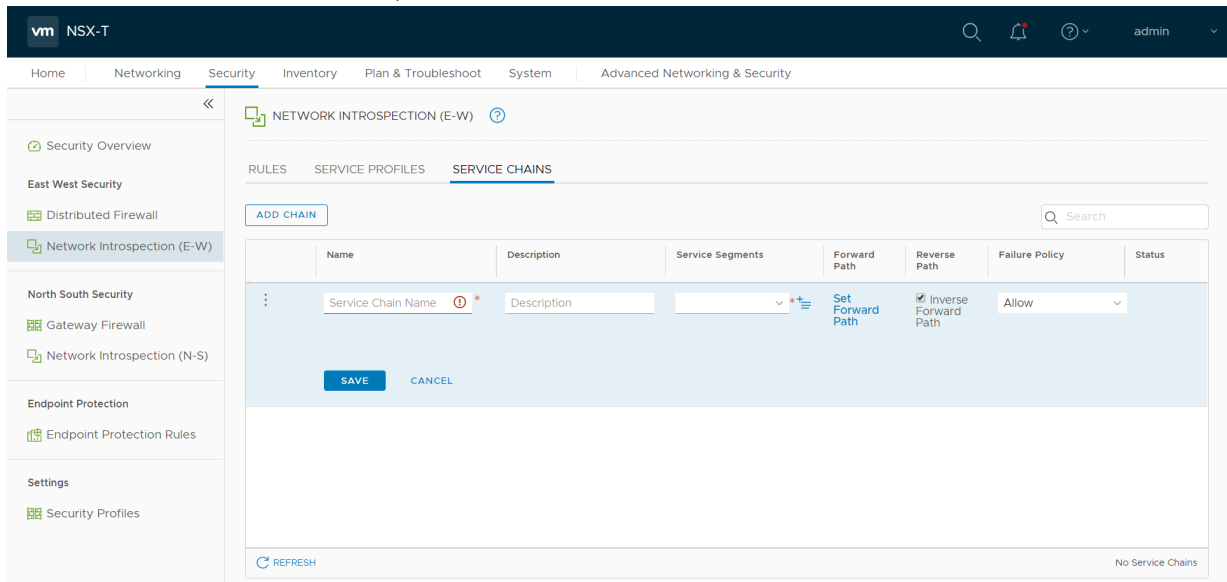 vm NSX-T admin
Home Networking Security Inventory Plan & Troubleshoot System Advanced Networking & Security
NETWORK INTROSPECTION (E-W) ?
Security Overview
East West Security
Distributed Firewall
Network Introspection (E-W)
North South Security
Gateway Firewall
Network Introspection (N-S)
Endpoint Protection
Endpoint Protection Rules
Settings
Security Profiles
RULES SERVICE PROFILES SERVICE CHAINS
ADD CHAIN Search
Name Description Service Segments Forward Path Reverse Path Failure Policy Status
Service Chain Name * Description * Set Forward Path Inverse Forward Path Allow
SAVE CANCEL
REFRESH No Service Chains